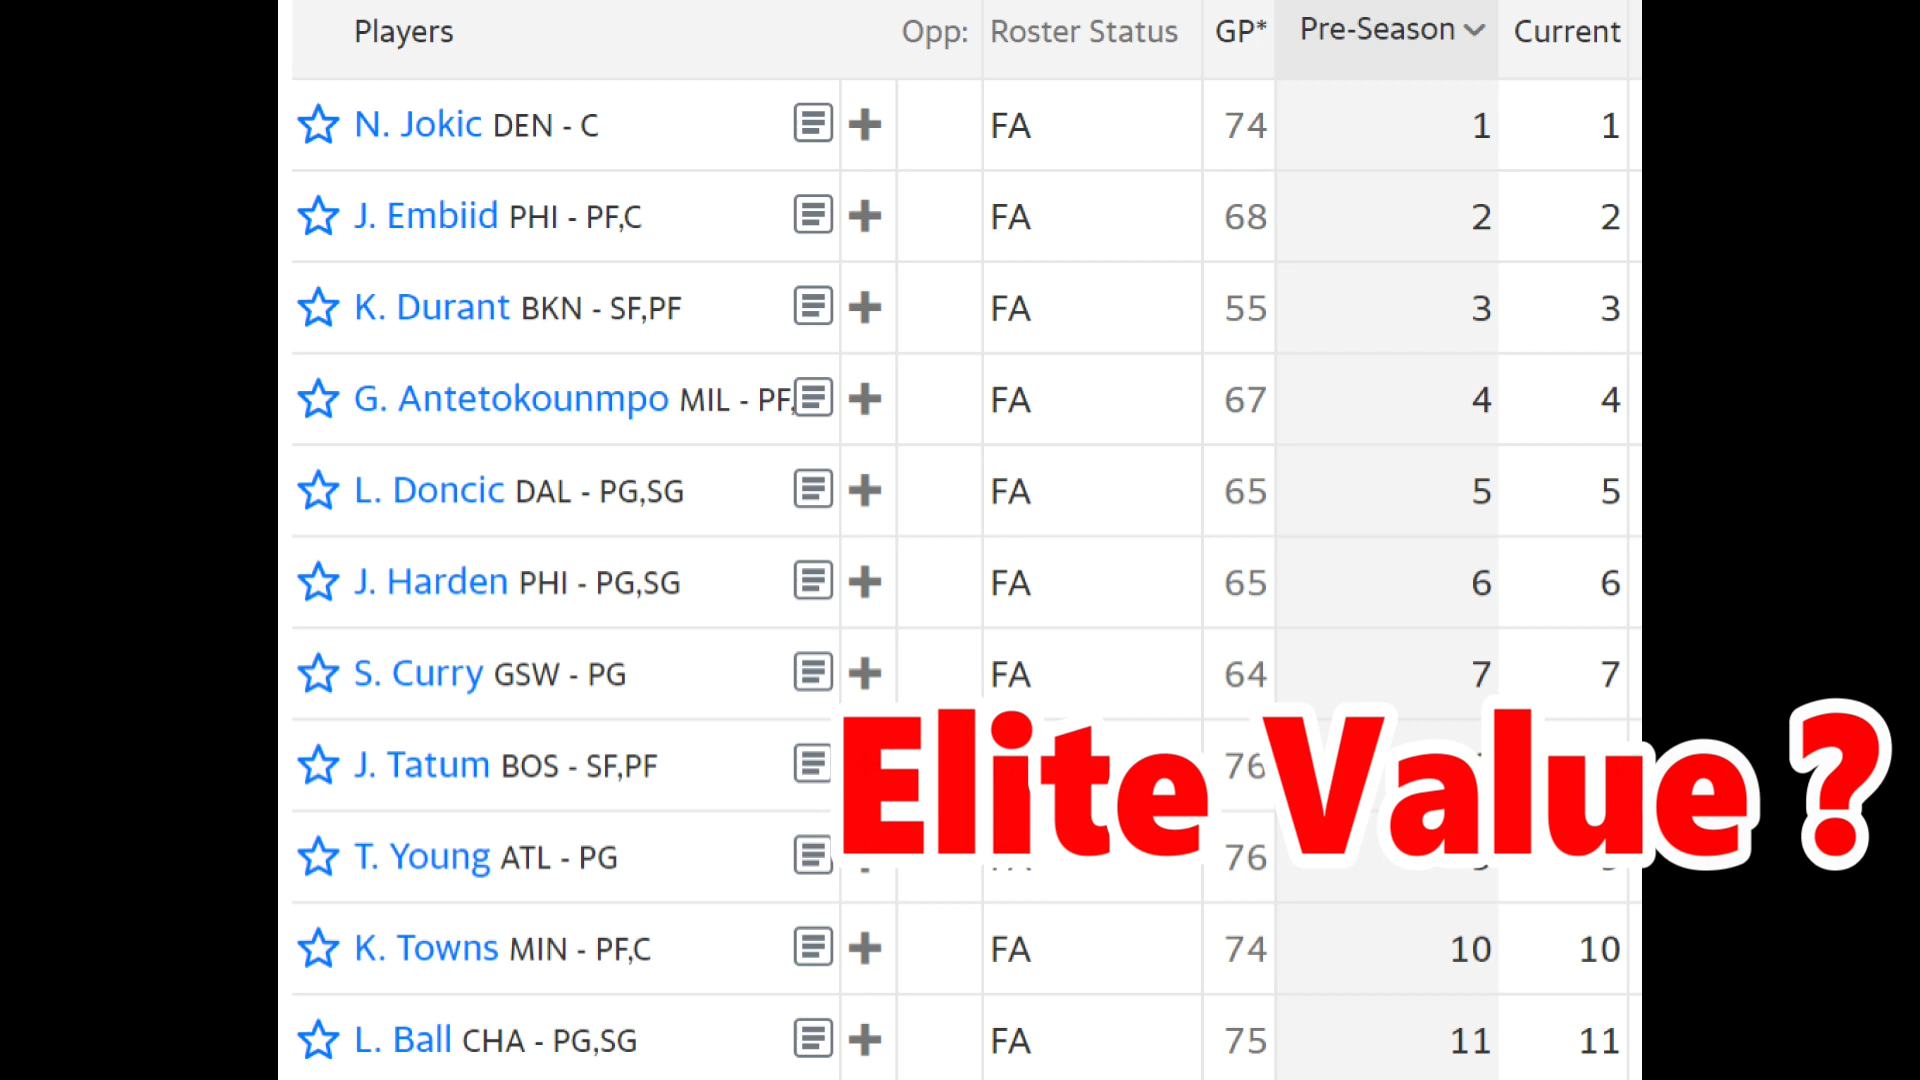 Players Opp: Roster Status GP* Pre-Season Current
N. Jokic DEN - C FA 74 1 1
J. Embiid PHI - PF,C FA 68 2 2
K. Durant BKN - SF,PF FA 55 3 3
G. Antetokounmpo MIL - PF, FA 67 4 4
L. Doncic DAL - PG,SG FA 65 5 5
J. Harden PHI - PG,SG FA 65 6 6
S. Curry GSW - PG FA 64 7 7
J. Tatum BOS - SF,PF 76
Elite Value ?
T. Young ATL - PG 76
K. Towns MIN - PF,C FA 74 10 10
L. Ball CHA - PG,SG FA 75 11 11